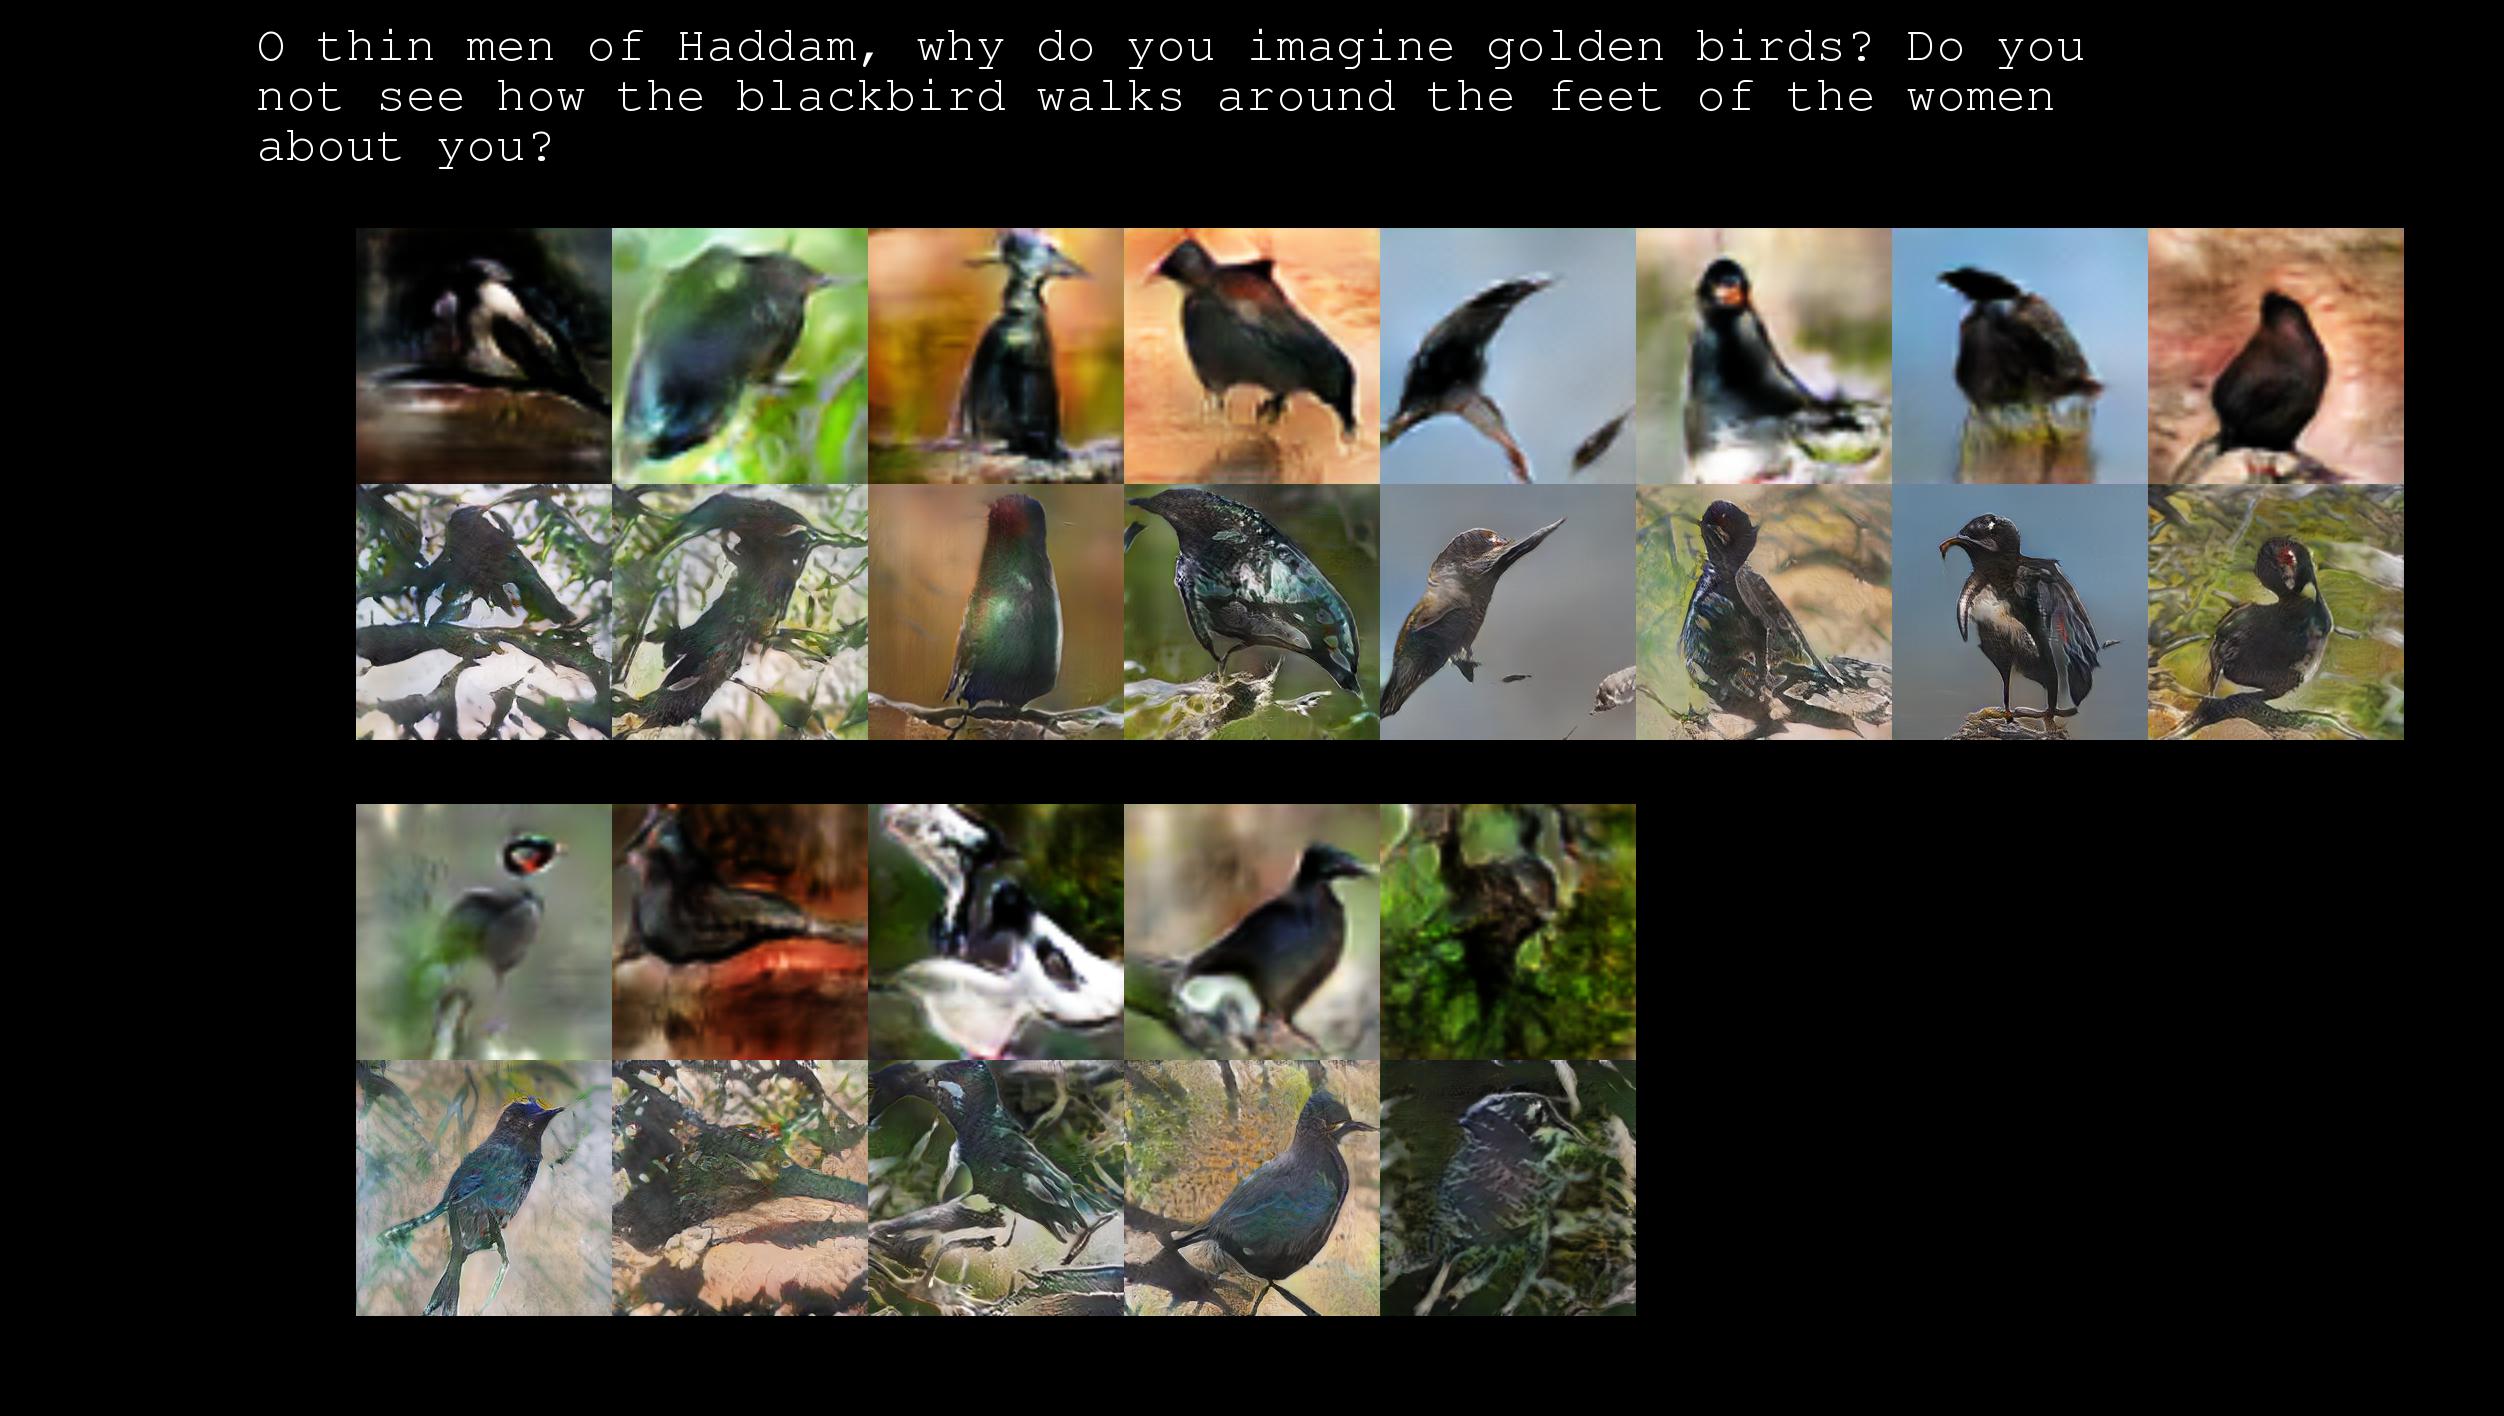 O thin men of Haddam, why do you imagine golden birds? Do you
not see how the blackbird walks around the feet of the women
about you?